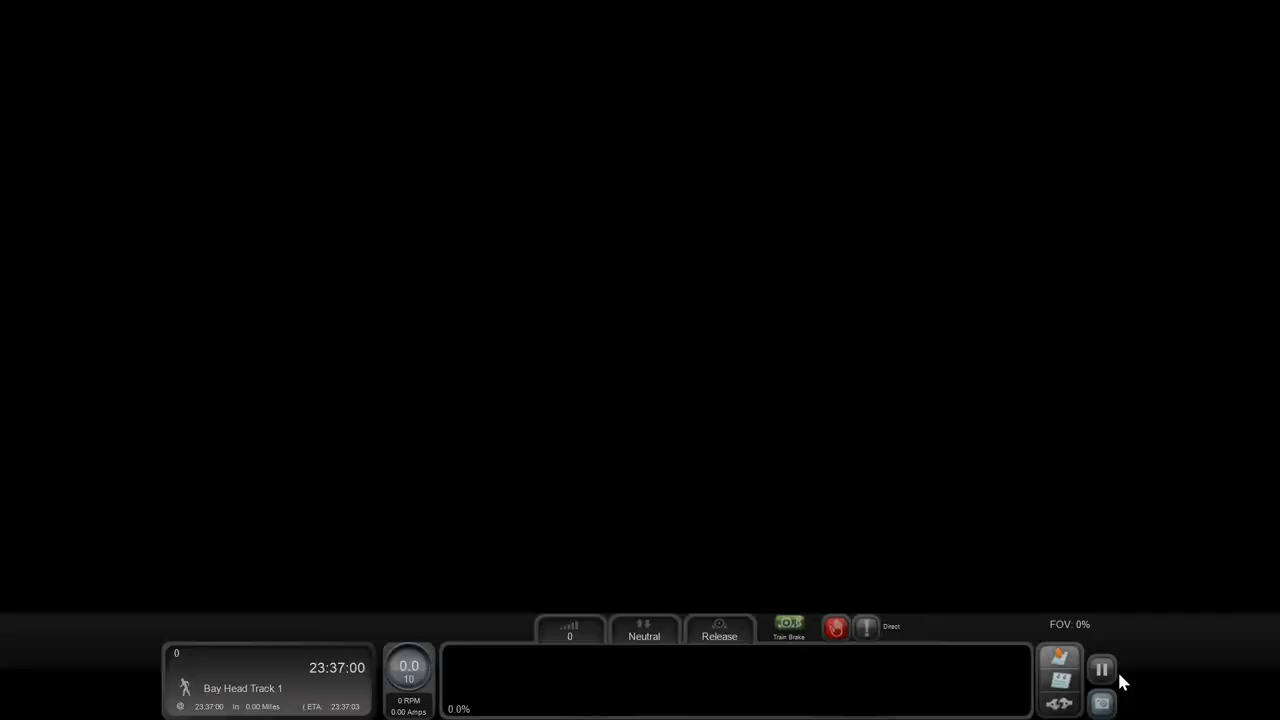 0
Neutral
Release
Train Brake
Direct
FOV: 0%
0
23:37:00
Bay Head Track 1
@ 23:37:00 In 0.00 Miles ( ETA: 23:37:03
0.0
10
0 RPM
0.00 Amps
0.0%